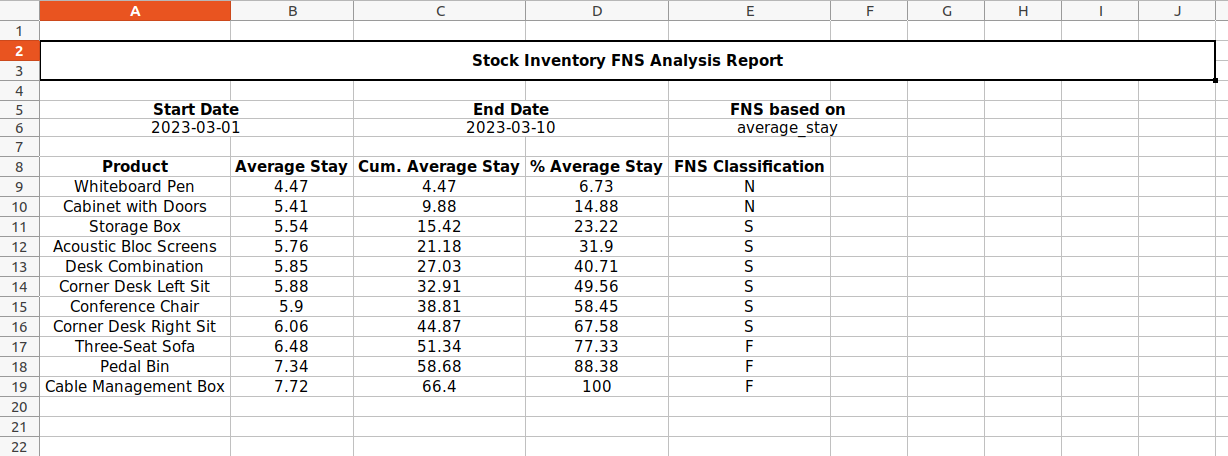 A B C D E F G H I J
1
2 Stock Inventory FNS Analysis Report
3
4
5 Start Date End Date FNS based on
6 2023-03-01 2023-03-10 average_stay
7
8 Product Average Stay Cum. Average Stay % Average Stay FNS Classification
9 Whiteboard Pen 4.47 4.47 6.73 N
10 Cabinet with Doors 5.41 9.88 14.88 N
11 Storage Box 5.54 15.42 23.22 S
12 Acoustic Bloc Screens 5.76 21.18 31.9 S
13 Desk Combination 5.85 27.03 40.71 S
14 Corner Desk Left Sit 5.88 32.91 49.56 S
15 Conference Chair 5.9 38.81 58.45 S
16 Corner Desk Right Sit 6.06 44.87 67.58 S
17 Three-Seat Sofa 6.48 51.34 77.33 F
18 Pedal Bin 7.34 58.68 88.38 F
19 Cable Management Box 7.72 66.4 100 F
20
21
22